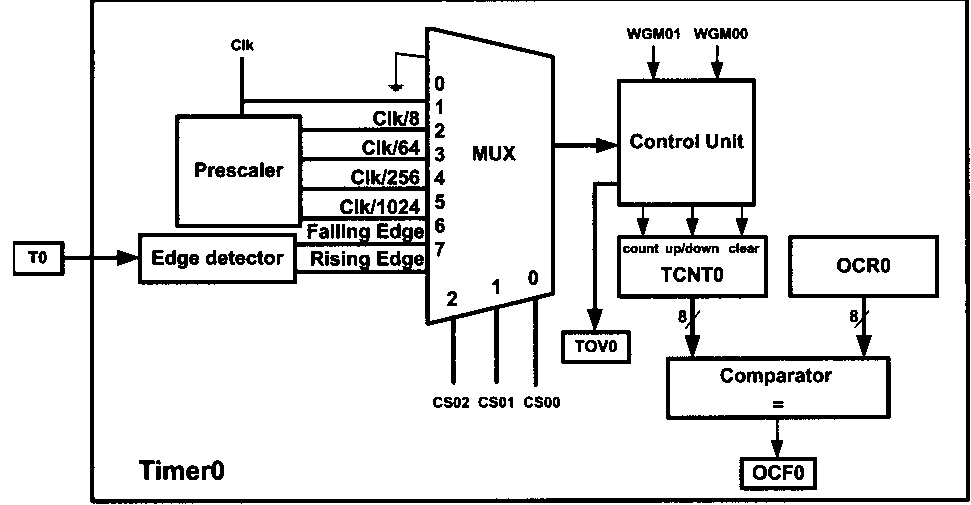 Clk
WGM01 WGM00
0
1
Clk/8 2
Clk/64 3
Clk/256 4
Clk/1024 5
Falling Edge 6
Rising Edge 7
Prescaler
MUX
Control Unit
T0
Edge detector
count up/down clear
TCNT0
OCR0
2 1 0
8 8
TOV0
CS02 CS01 CS00
Comparator
=
Timer0
OCF0